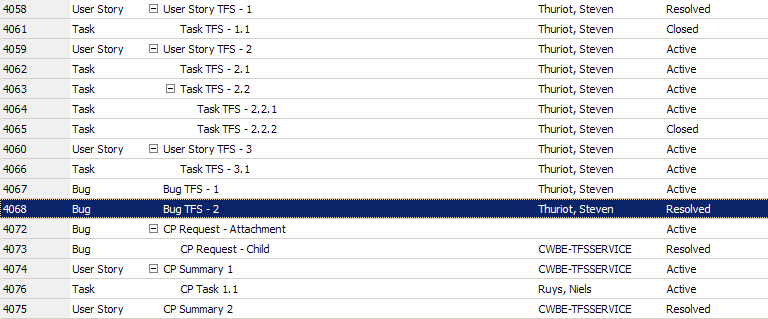 4058 User Story User Story TFS - 1 Thuriot, Steven Resolved
4061 Task Task TFS - 1.1 Thuriot, Steven Closed
4059 User Story User Story TFS - 2 Thuriot, Steven Active
4062 Task Task TFS - 2.1 Thuriot, Steven Active
4063 Task Task TFS - 2.2 Thuriot, Steven Active
4064 Task Task TFS - 2.2.1 Thuriot, Steven Active
4065 Task Task TFS - 2.2.2 Thuriot, Steven Closed
4060 User Story User Story TFS - 3 Thuriot, Steven Active
4066 Task Task TFS - 3.1 Thuriot, Steven Active
4067 Bug Bug TFS - 1 Thuriot, Steven Active
4068 Bug Bug TFS - 2 Thuriot, Steven Resolved
4072 Bug CP Request - Attachment Active
4073 Bug CP Request - Child CWBE-TFSSERVICE Resolved
4074 User Story CP Summary 1 CWBE-TFSSERVICE Active
4076 Task CP Task 1.1 Ruys, Niels Active
4075 User Story CP Summary 2 CWBE-TFSSERVICE Resolved